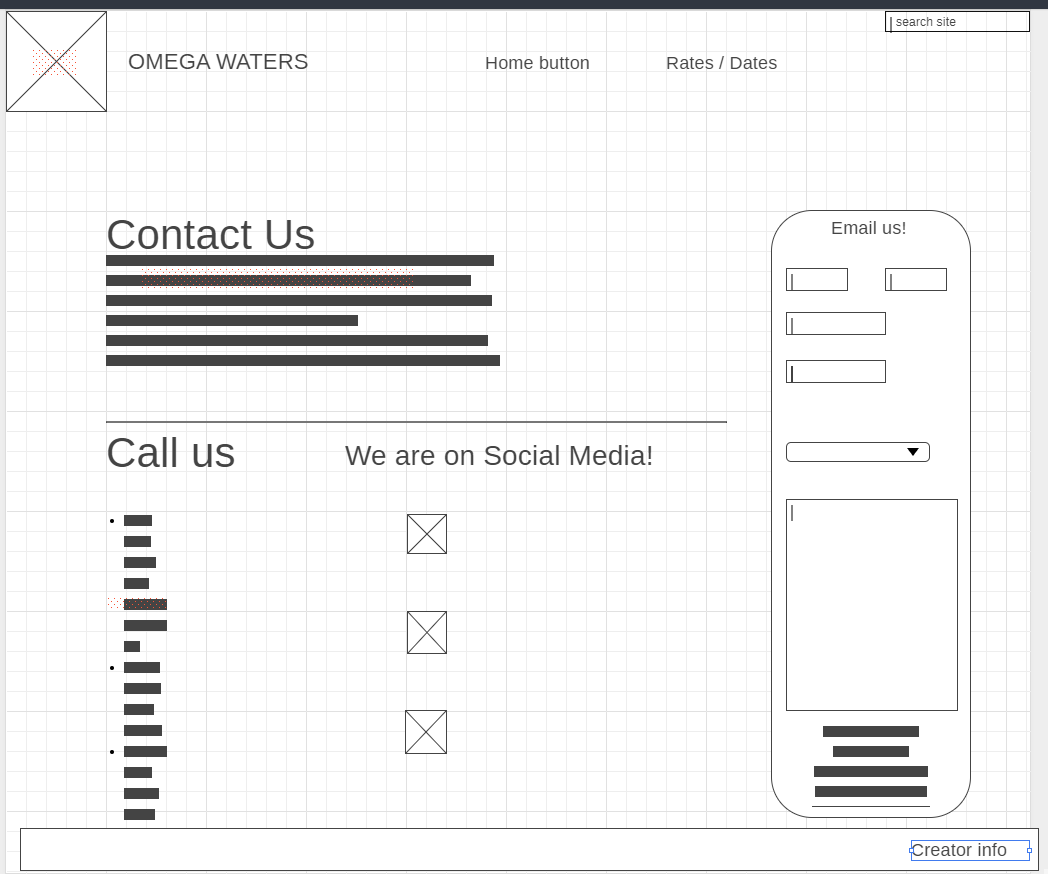 search site
OMEGA WATERS
Home button
Rates / Dates
Contact Us
Email us!
Call us
We are on Social Media!
Creator info